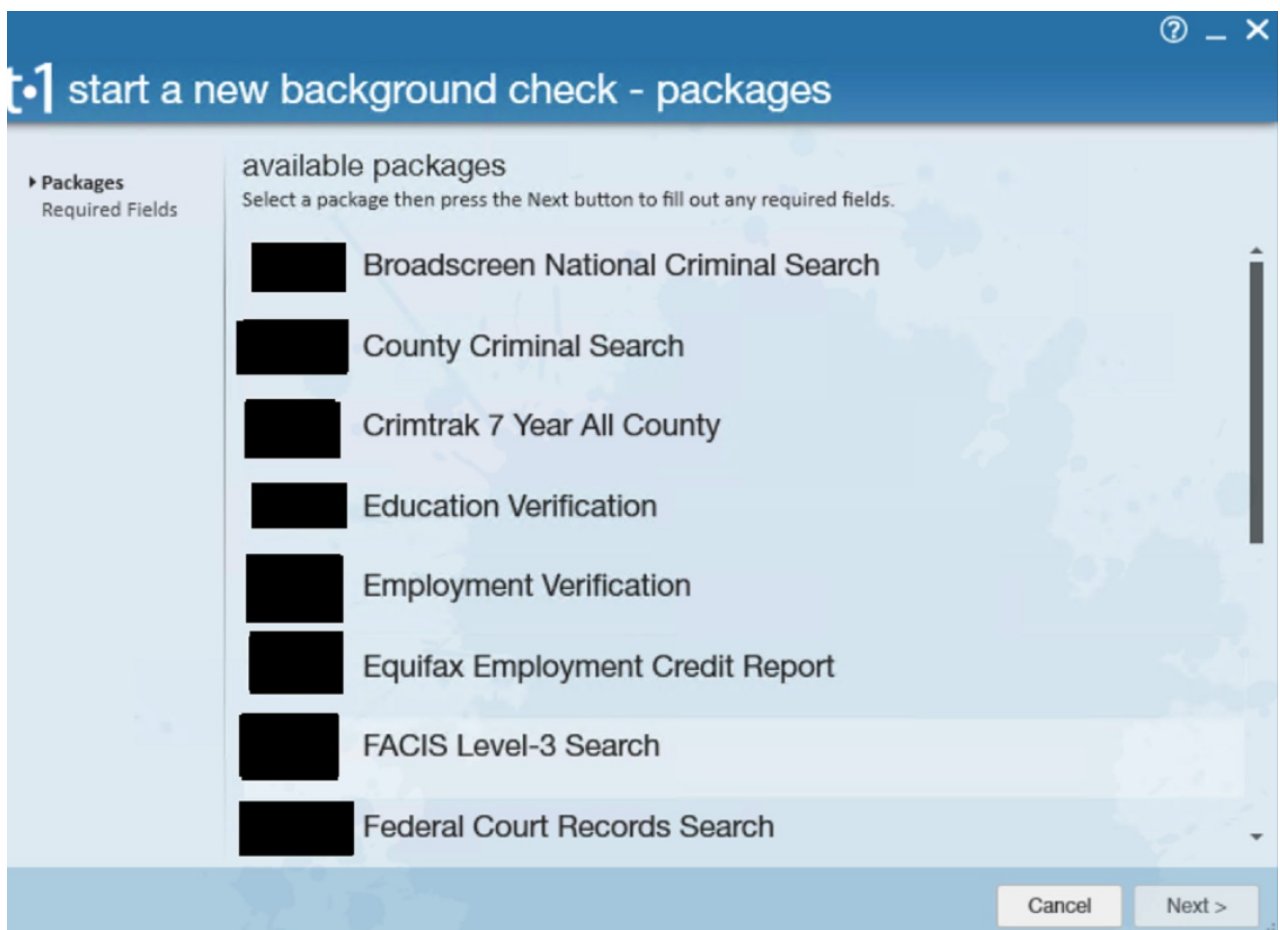 t.1 start a new background check - packages
Packages
Required Fields
available packages
Select a package then press the Next button to fill out any required fields.
Broadscreen National Criminal Search
County Criminal Search
Crimtrak 7 Year All County
Education Verification
Employment Verification
Equifax Employment Credit Report
FACIS Level-3 Search
Federal Court Records Search
Cancel
Next >